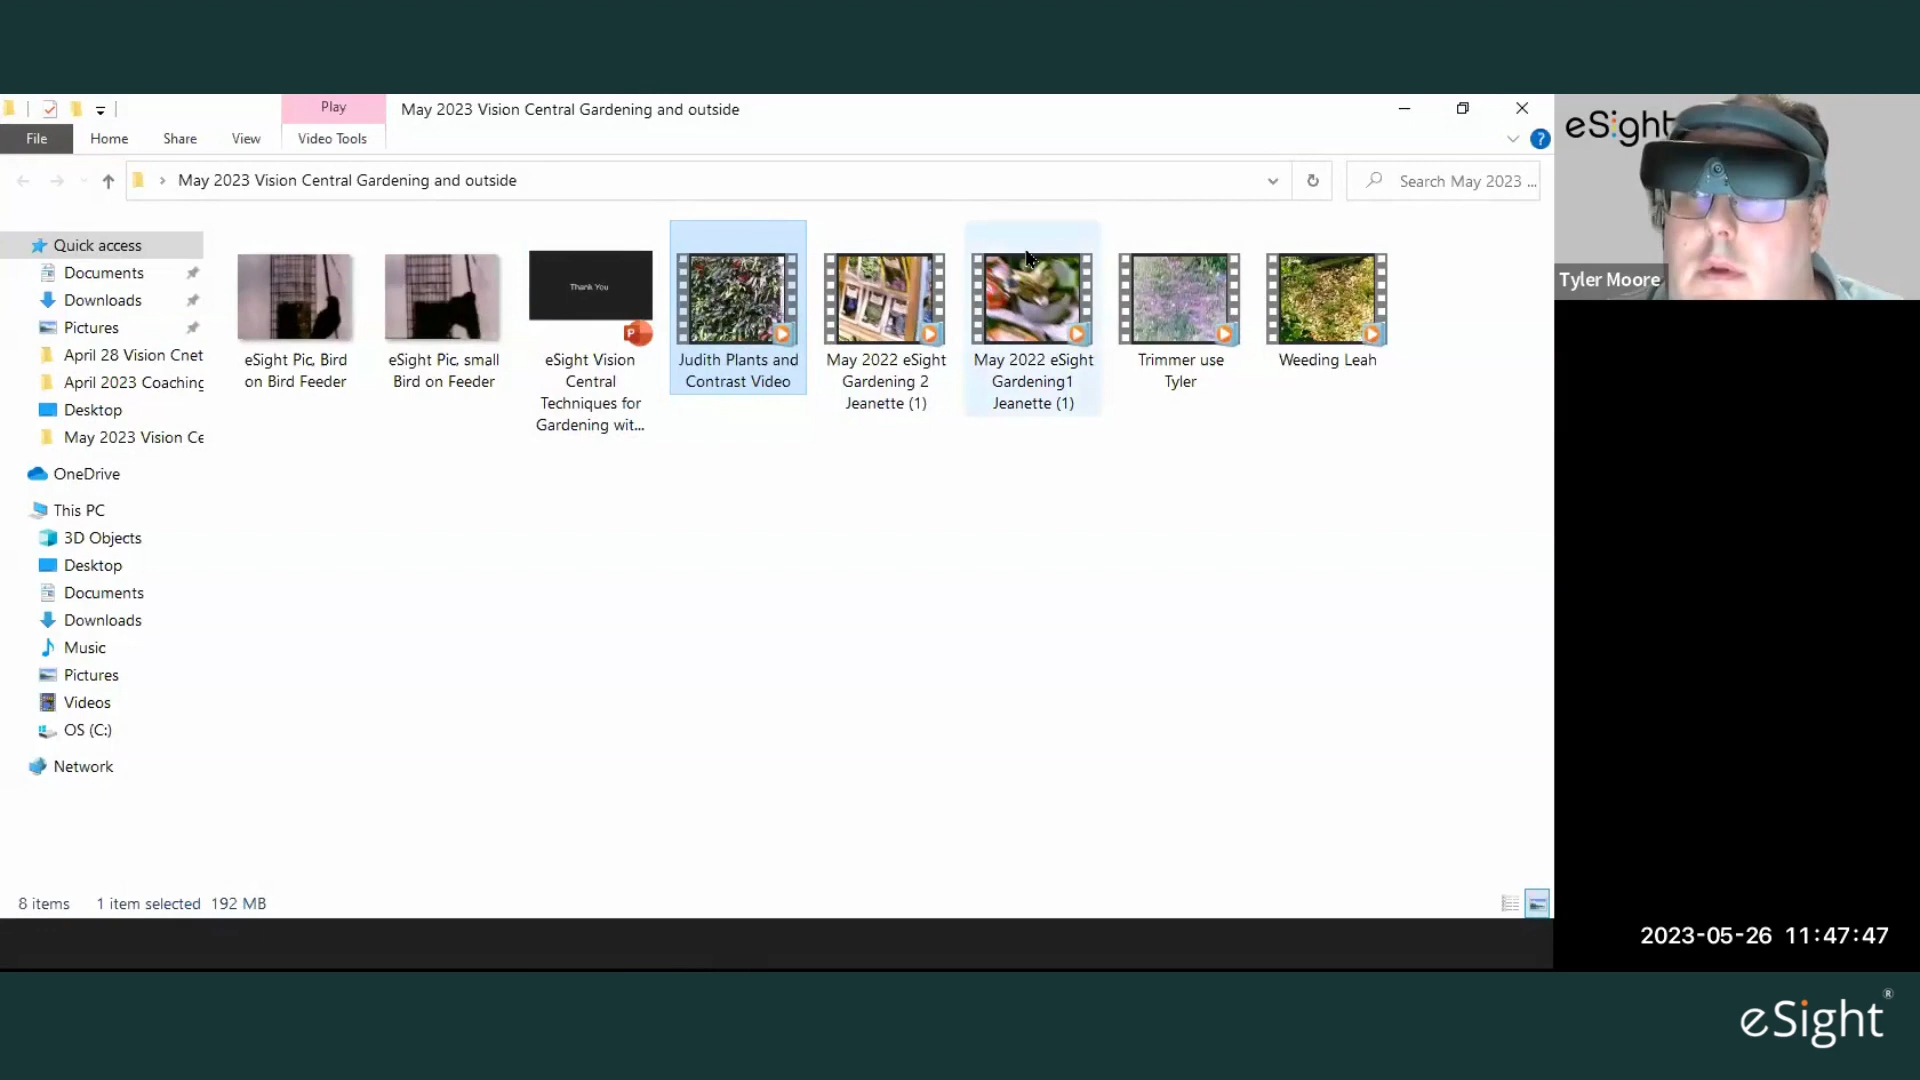 Play
May 2023 Vision Central Gardening and outside
File
Home
Share
View
Video Tools
?
May 2023 Vision Central Gardening and outside
Search May 2023 ...
eSight
Tyler Moore
Quick access
Documents
Downloads
Pictures
April 28 Vision Cnet
April 2023 Coaching
Desktop
May 2023 Vision Ce
OneDrive
This PC
3D Objects
Desktop
Documents
Downloads
Music
Pictures
Videos
OS (C:)
Network
eSight Pic, Bird
on Bird Feeder
eSight Pic, small
Bird on Feeder
Thank You
P
eSight Vision
Central
Techniques for
Gardening wit...
Judith Plants and
Contrast Video
May 2022 eSight
Gardening 2
Jeanette (1)
May 2022 eSight
Gardening1
Jeanette (1)
Trimmer use
Tyler
Weeding Leah
8 items
1 item selected 192 MB
2023-05-26 11:47:47
eSight®